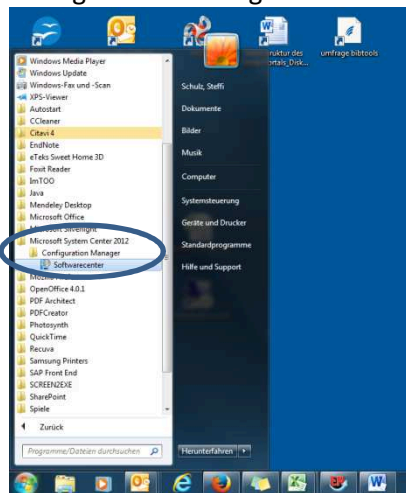 ruktur des
ortals_Disk...
umfrage bibtools
Windows Media Player
Windows Update
Windows-Fax und -Scan
XPS-Viewer
Autostart
CCleaner
Citavi 4
EndNote
eTeks Sweet Home 3D
Foxit Reader
ImTOO
Java
Mendeley Desktop
Microsoft Office
Microsoft Silverlight
Microsoft System Center 2012
Configuration Manager
Softwarecenter
OpenOffice 4.0.1
PDF Architect
PDFCreator
Photosynth
QuickTime
Recuva
Samsung Printers
SAP Front End
SCREEN2EXE
SharePoint
Spiele
Zurück
Programme/Dateien durchsuchen
Schulz, Steffi
Dokumente
Bilder
Musik
Computer
Systemsteuerung
Geräte und Drucker
Standardprogramme
Hilfe und Support
Herunterfahren